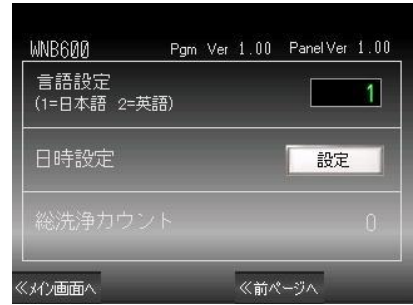 WNB600 Pgm Ver 1.00 Panel Ver 1.00
言語設定
(1=日本語 2=英語)
1
日時設定
設定
総洗浄カウント
0
≪メイン画面へ ≪前ページへ